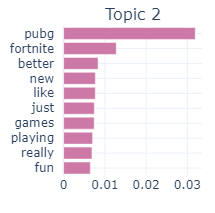 Topic 2
pubg
fortnite
better
new
like
just
games
playing
really
fun
0 0.01 0.02 0.03